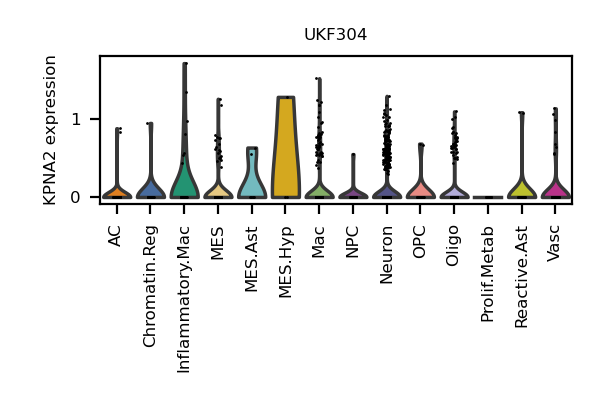 UKF304
KPNA2 expression
1
0
AC
Chromatin.Reg
Inflammatory.Mac
MES
MES.Ast
MES.Hyp
Mac
NPC
Neuron
OPC
Oligo
Prolif.Metab
Reactive.Ast
Vasc